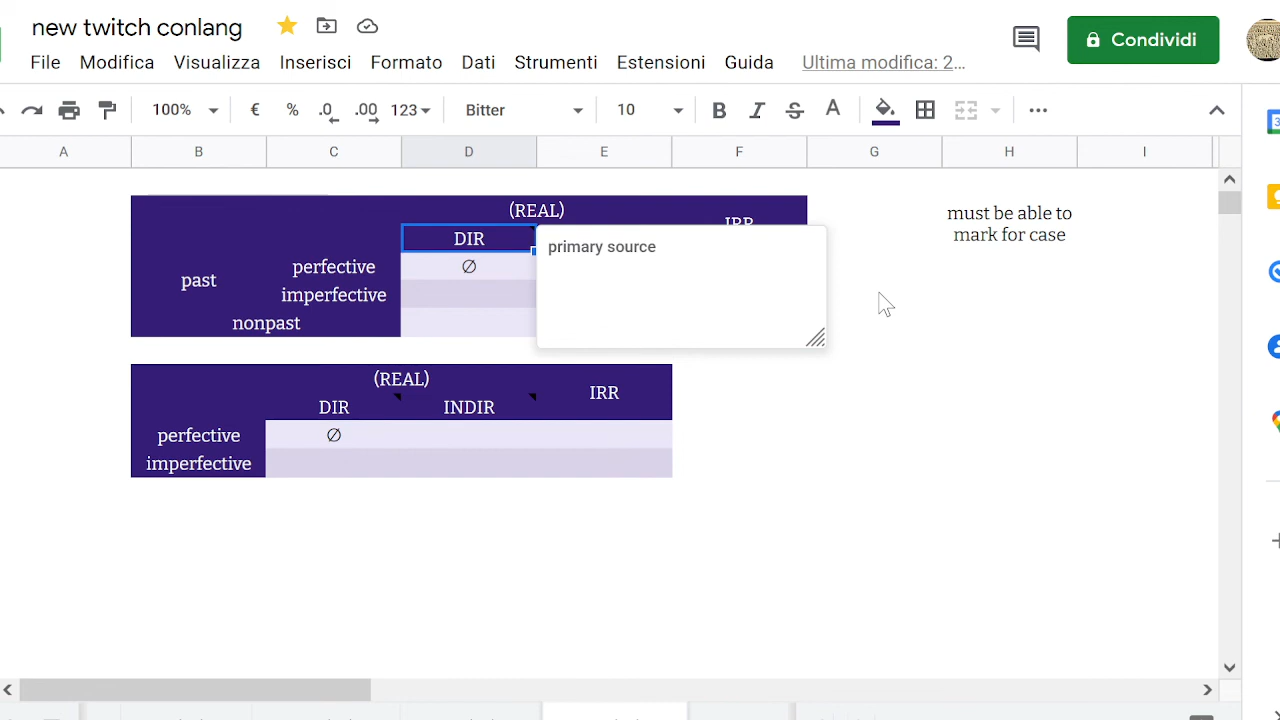 new twitch conlang
Condividi
File Modifica Visualizza Inserisci Formato Dati Strumenti Estensioni Guida Ultima modifica: 2...
100% € % .0 .00 123 Bitter 10 B I S A
A B C D E F G H I
(REAL)
DIR
primary source
past perfective ∅
imperfective
nonpast
must be able to
mark for case
(REAL) IRR
DIR INDIR
perfective ∅
imperfective